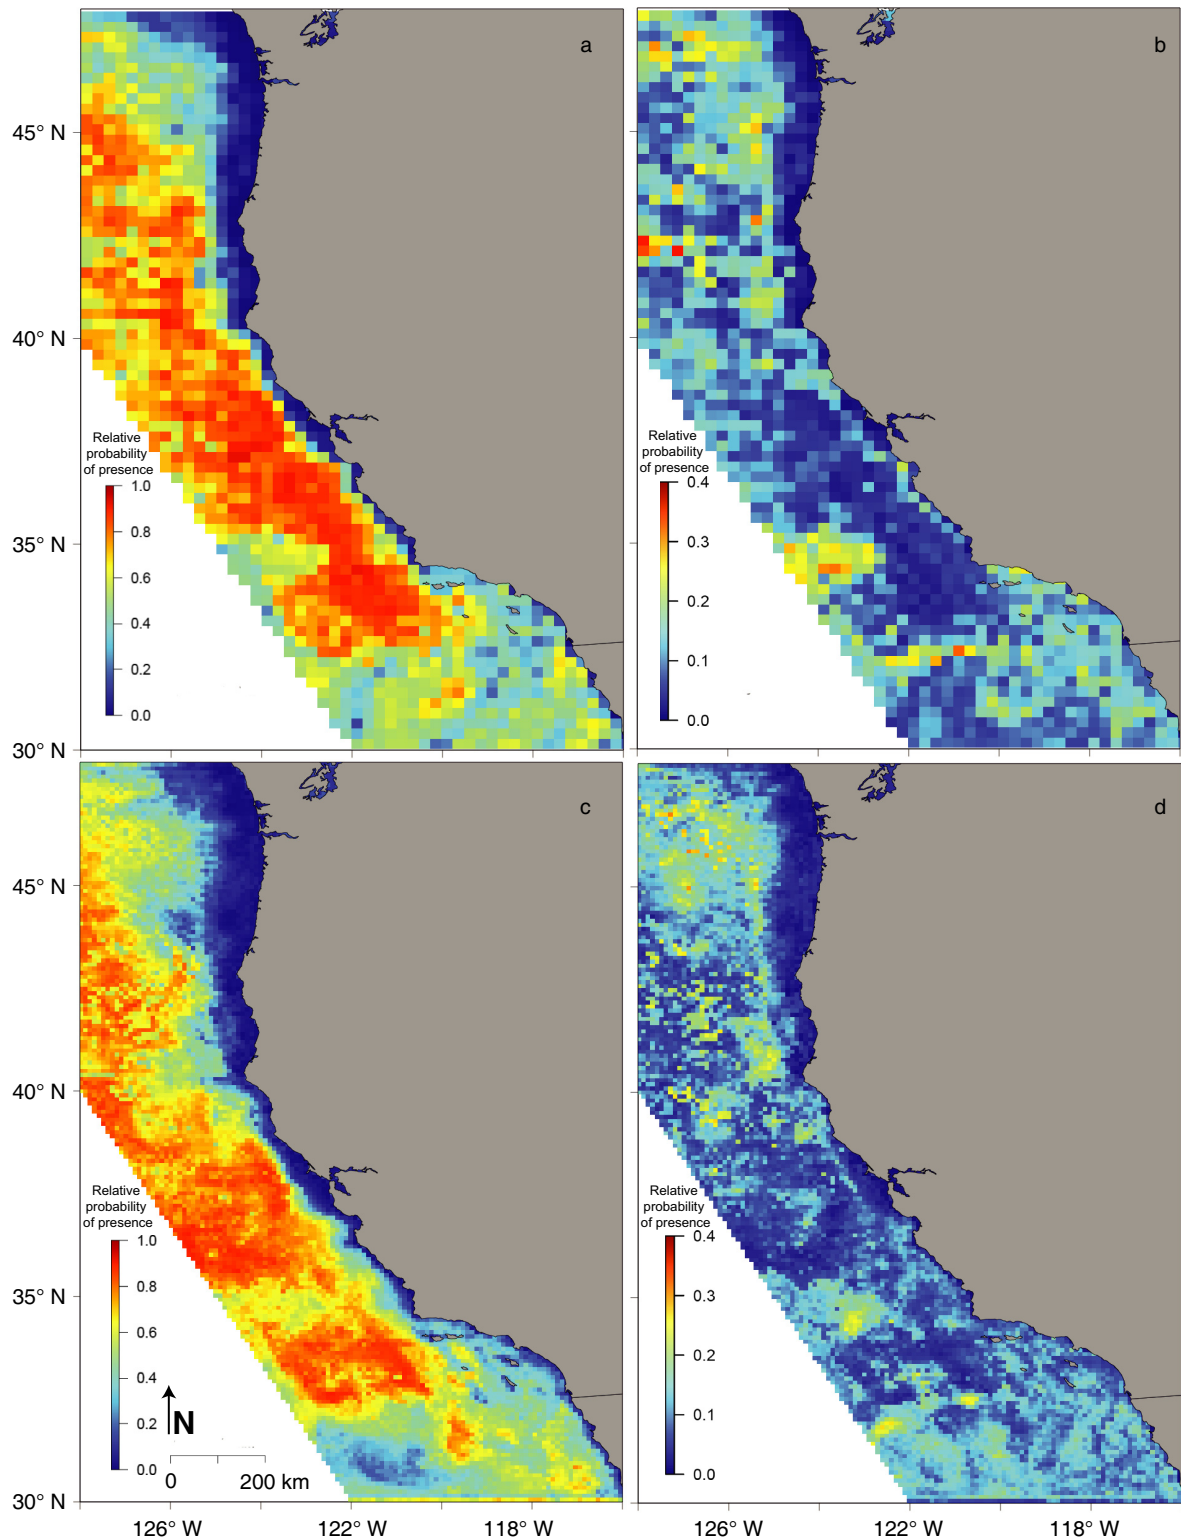 a
b
45° N
40° N
35° N
30° N
Relative
probability
of presence
1.0
0.8
0.6
0.4
0.2
0.0
Relative
probability
of presence
0.4
0.3
0.2
0.1
0.0
c
d
45° N
40° N
35° N
30° N
Relative
probability
of presence
1.0
0.8
0.6
0.4
0.2
0.0
N
0 200 km
Relative
probability
of presence
0.4
0.3
0.2
0.1
0.0
126° W 122° W 118° W
126° W 122° W 118° W